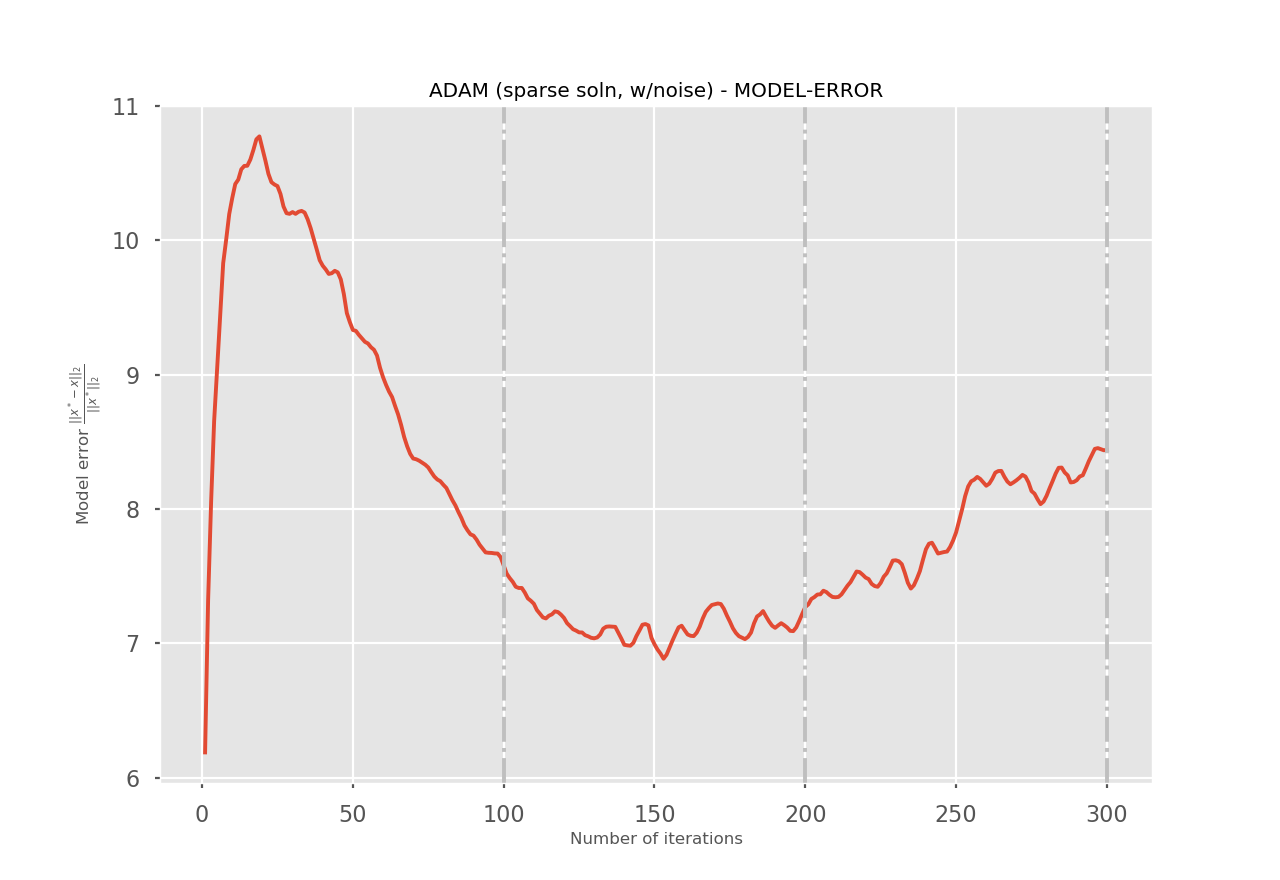 ADAM (sparse soln, w/noise) - MODEL-ERROR
11
10
9
8
7
6
Model error ||x* − x||₂ / ||x*||₂
0 50 100 150 200 250 300
Number of iterations